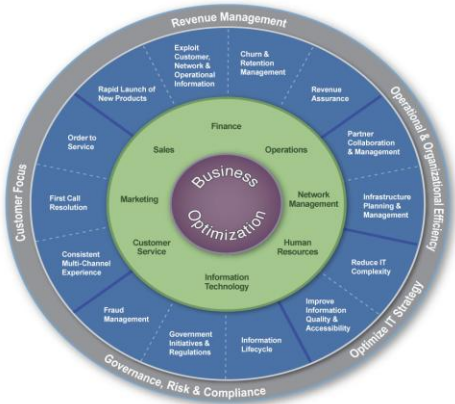 Revenue Management
Operational & Organizational Efficiency
Optimize IT Strategy
Governance, Risk & Compliance
Customer Focus
Exploit
Customer,
Network &
Operational
Information
Churn &
Retention
Management
Revenue
Assurance
Partner
Collaboration
& Management
Infrastructure
Planning &
Management
Reduce IT
Complexity
Improve
Information
Quality &
Accessibility
Information
Lifecycle
Government
Initiatives &
Regulations
Fraud
Management
Consistent
Multi-Channel
Experience
First Call
Resolution
Order to
Service
Rapid Launch of
New Products
Finance
Operations
Network
Management
Human
Resources
Information
Technology
Customer
Service
Marketing
Sales
Business
Optimization